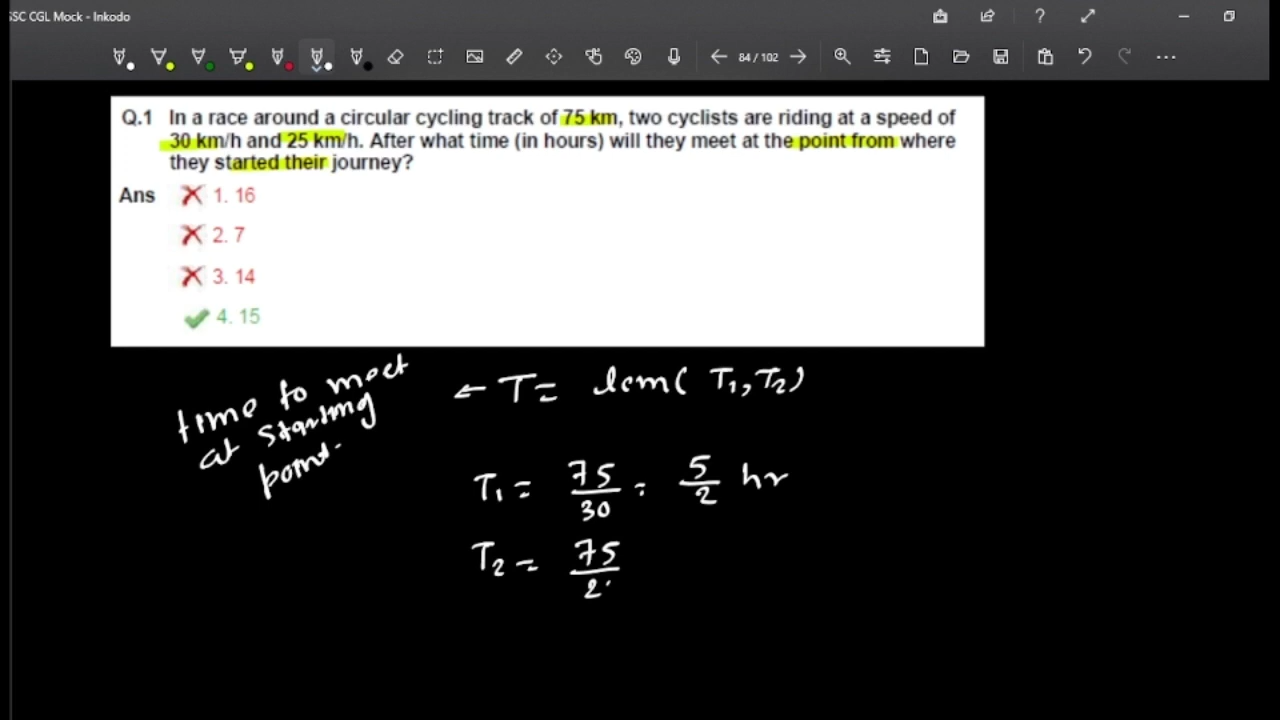 SSC CGL Mock - Inkodo
84 / 102
Q.1 In a race around a circular cycling track of 75 km, two cyclists are riding at a speed of
30 km/h and 25 km/h. After what time (in hours) will they meet at the point from where
they started their journey?
Ans 1. 16
2. 7
3. 14
4. 15
time to meet
at starting
point.
← T = lcm( T₁, T₂)
T₁ = 75/30 = 5/2 hr
T₂ = 75/2